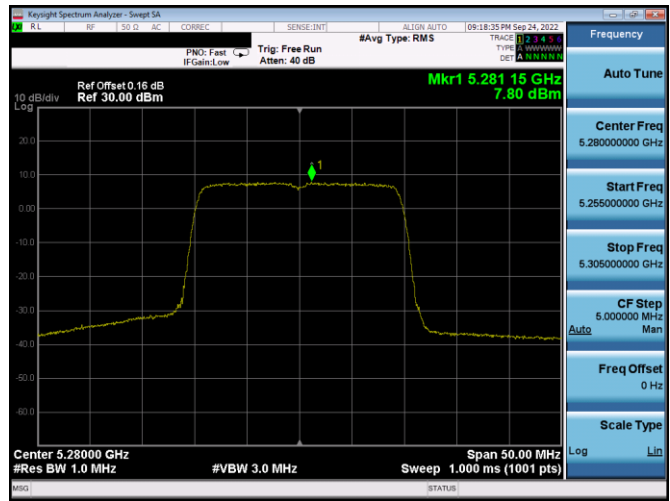 Keysight Spectrum Analyzer - Swept SA
RL RF 50 Ω AC CORREC SENSE:INT ALIGN AUTO 09:18:35 PM Sep 24, 2022
#Avg Type: RMS
TRACE 1 2 3 4 5 6
PNO: Fast Trig: Free Run TYPE A WWWWW
IFGain:Low Atten: 40 dB DET A N N N N N
Frequency
Auto Tune
Mkr1 5.281 15 GHz
7.80 dBm
Ref Offset 0.16 dB
10 dB/div Ref 30.00 dBm
Log
20.0
10.0
0.00
-10.0
-20.0
-30.0
-40.0
-50.0
-60.0
1
Center Freq
5.280000000 GHz
Start Freq
5.255000000 GHz
Stop Freq
5.305000000 GHz
CF Step
5.000000 MHz
Auto Man
Freq Offset
0 Hz
Scale Type
Log Lin
Center 5.28000 GHz Span 50.00 MHz
#Res BW 1.0 MHz #VBW 3.0 MHz Sweep 1.000 ms (1001 pts)
MSG STATUS